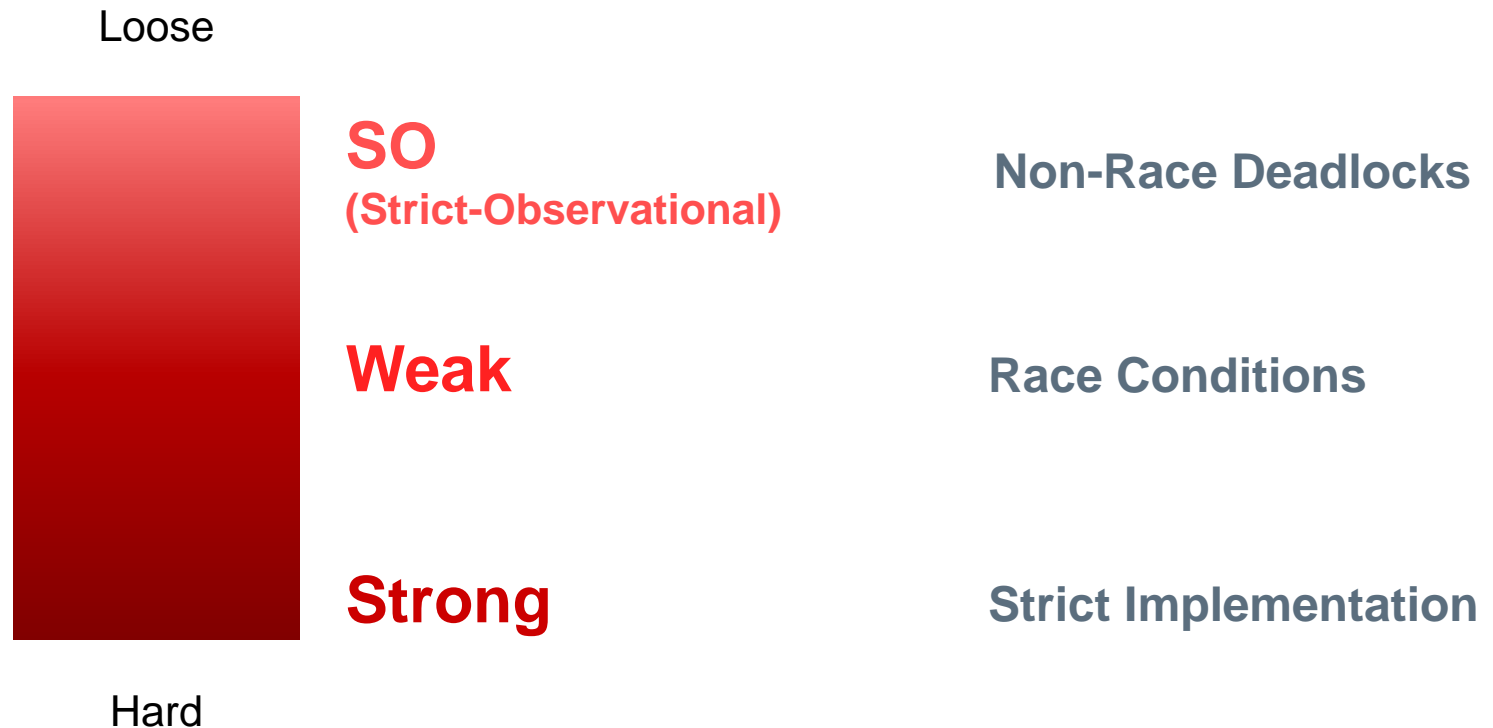 Loose
SO
(Strict-Observational)
Non-Race Deadlocks
Weak
Race Conditions
Strong
Strict Implementation
Hard